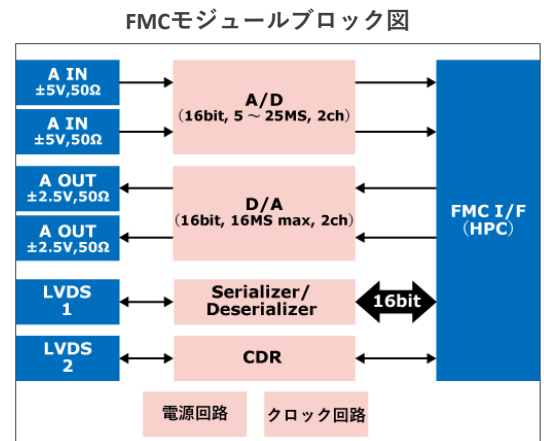 FMCモジュールブロック図
A IN
±5V,50Ω
A IN
±5V,50Ω
A/D
(16bit, 5～25MS, 2ch)
A OUT
±2.5V,50Ω
A OUT
±2.5V,50Ω
D/A
(16bit, 16MS max, 2ch)
FMC I/F
(HPC)
LVDS
1
Serializer/
Deserializer
16bit
LVDS
2
CDR
電源回路
クロック回路